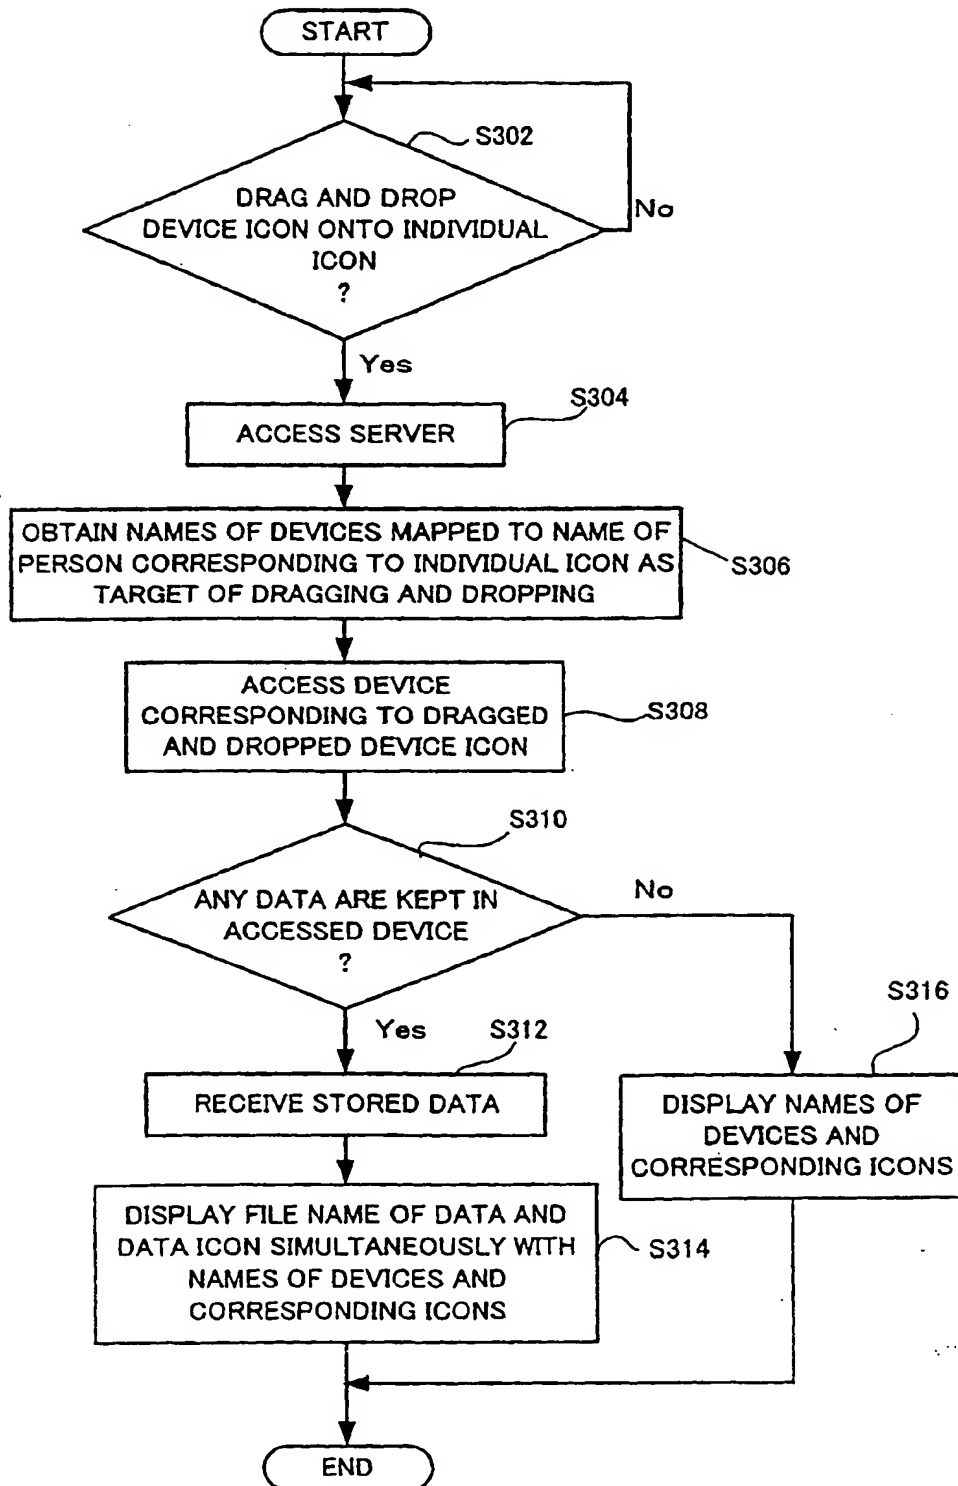 START
S302
DRAG AND DROP
DEVICE ICON ONTO INDIVIDUAL
ICON
?
No
Yes
S304
ACCESS SERVER
OBTAIN NAMES OF DEVICES MAPPED TO NAME OF
PERSON CORRESPONDING TO INDIVIDUAL ICON AS
TARGET OF DRAGGING AND DROPPING
S306
ACCESS DEVICE
CORRESPONDING TO DRAGGED
AND DROPPED DEVICE ICON
S308
S310
ANY DATA ARE KEPT IN
ACCESSED DEVICE
?
No
Yes
S312
RECEIVE STORED DATA
S316
DISPLAY NAMES OF
DEVICES AND
CORRESPONDING ICONS
DISPLAY FILE NAME OF DATA AND
DATA ICON SIMULTANEOUSLY WITH
NAMES OF DEVICES AND
CORRESPONDING ICONS
S314
END